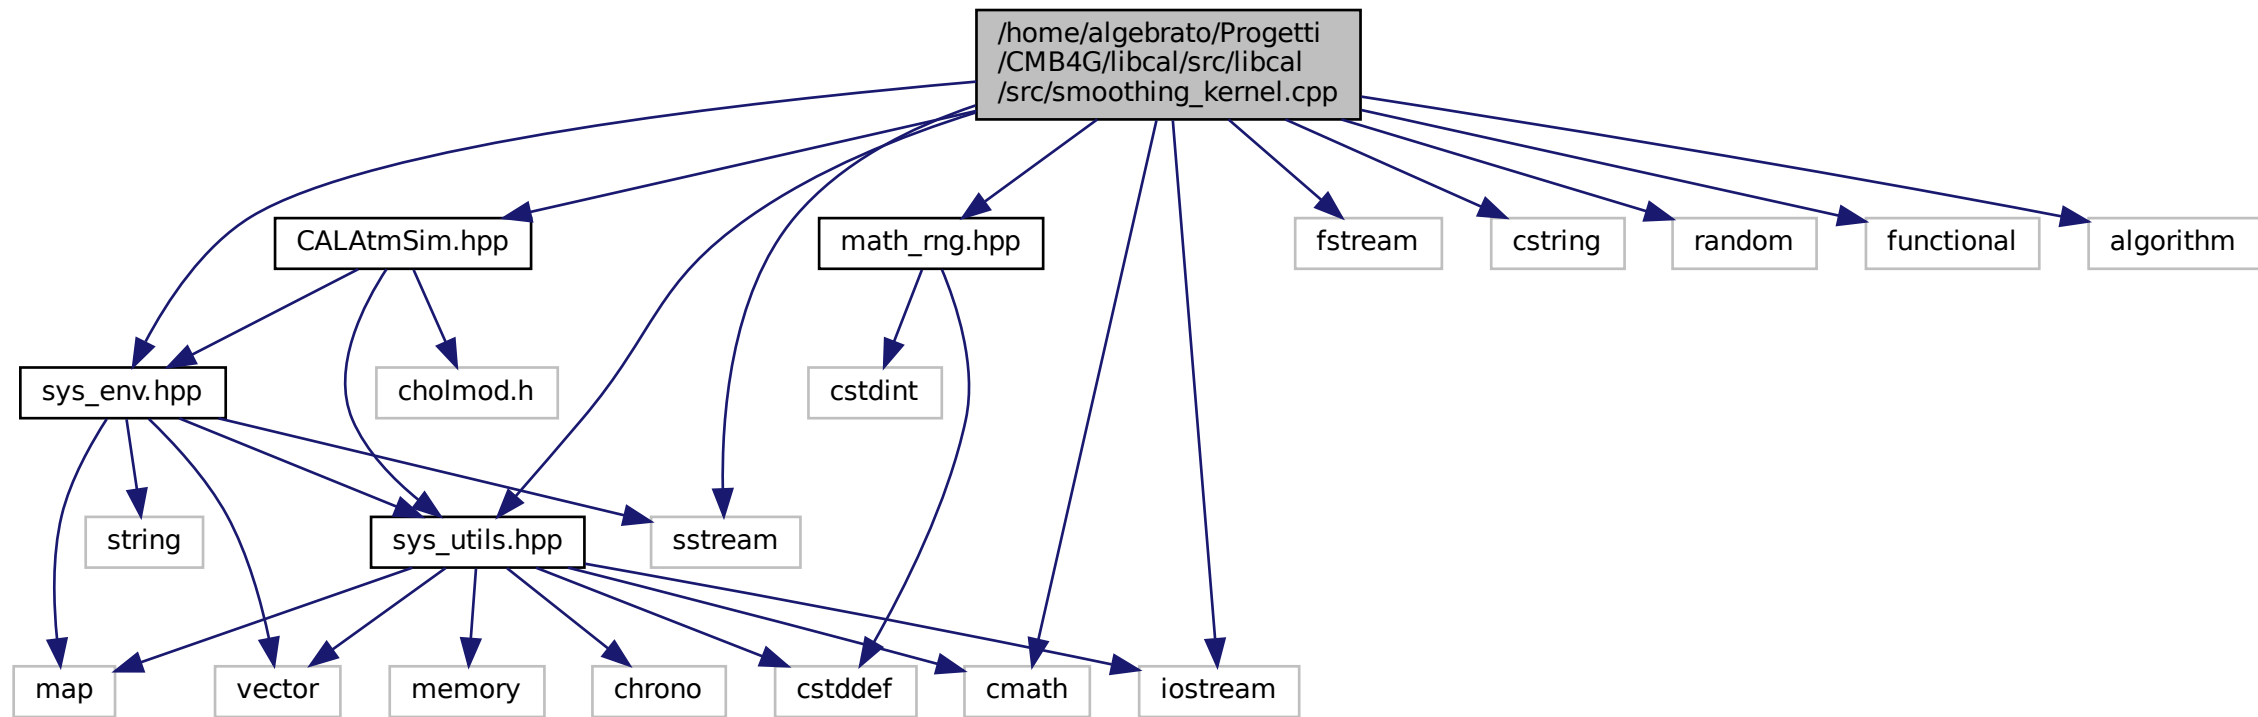 /home/algebrato/Progetti
/CMB4G/libcal/src/libcal
/src/smoothing_kernel.cpp
CALAtmSim.hpp
math_rng.hpp
fstream
cstring
random
functional
algorithm
sys_env.hpp
cholmod.h
cstdint
string
sys_utils.hpp
sstream
map
vector
memory
chrono
cstddef
cmath
iostream